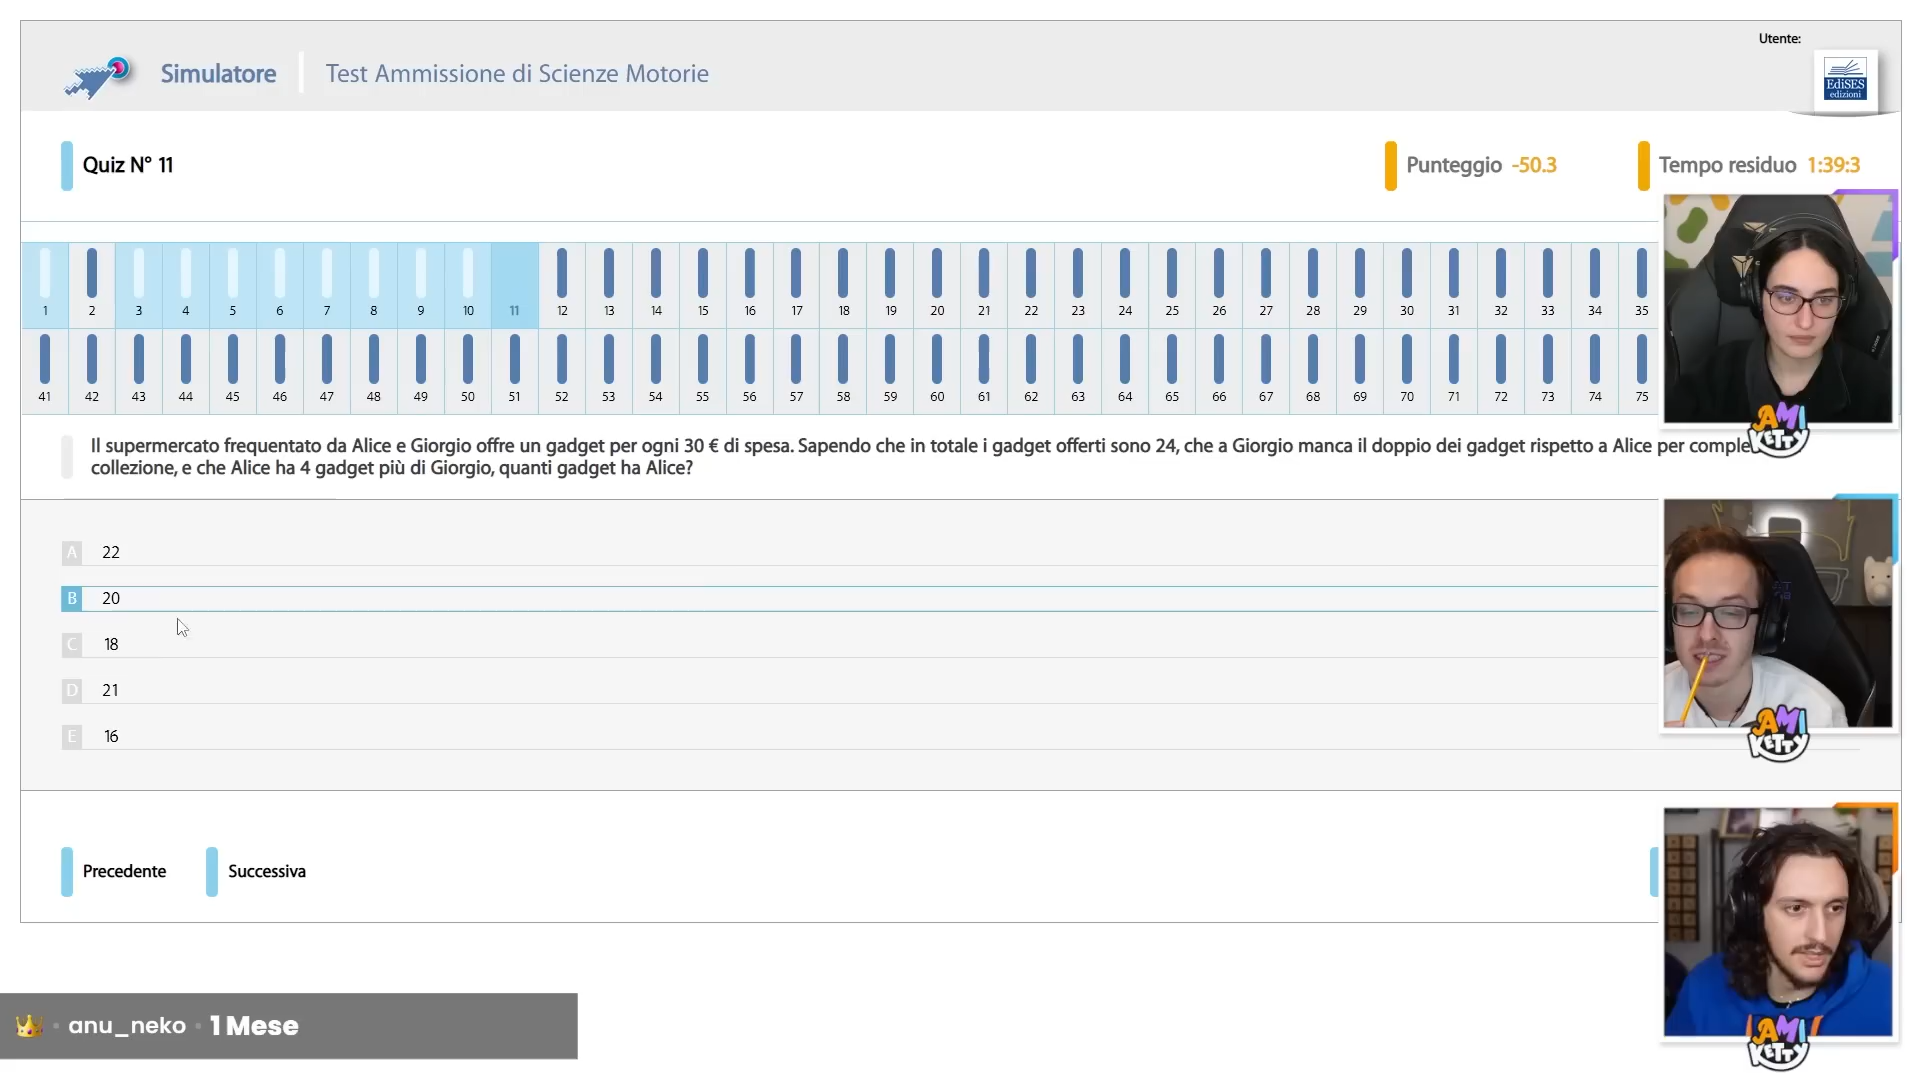 Utente:
Simulatore
Test Ammissione di Scienze Motorie
EdiSES
edizioni
Quiz N° 11
Punteggio -50.3
Tempo residuo 1:39:3
1 2 3 4 5 6 7 8 9 10 11 12 13 14 15 16 17 18 19 20 21 22 23 24 25 26 27 28 29 30 31 32 33 34 35
41 42 43 44 45 46 47 48 49 50 51 52 53 54 55 56 57 58 59 60 61 62 63 64 65 66 67 68 69 70 71 72 73 74 75
Il supermercato frequentato da Alice e Giorgio offre un gadget per ogni 30 € di spesa. Sapendo che in totale i gadget offerti sono 24, che a Giorgio manca il doppio dei gadget rispetto a Alice per comple
collezione, e che Alice ha 4 gadget più di Giorgio, quanti gadget ha Alice?
A 22
B 20
C 18
D 21
E 16
Precedente
Successiva
AMI
KETTY
AMI
KETTY
AMI
KETTY
anu_neko • 1 Mese